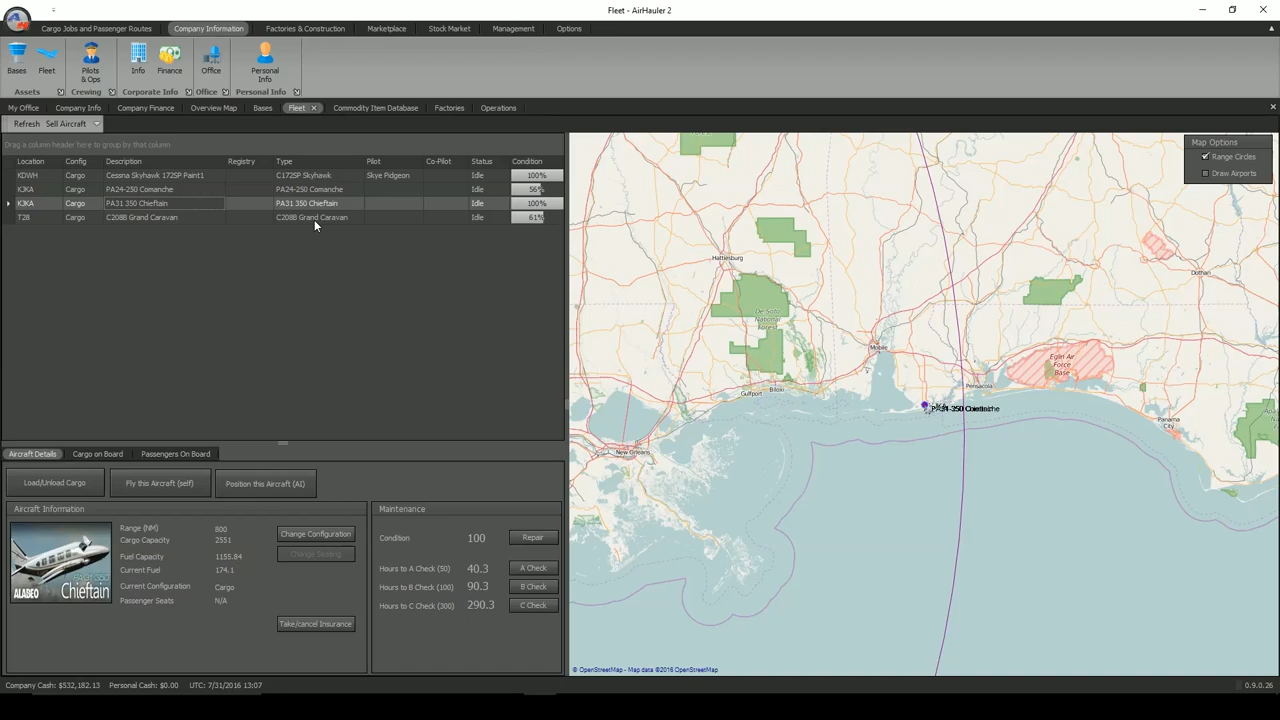 Fleet - AirHauler 2
Cargo Jobs and Passenger Routes Company Information Factories & Construction Marketplace Stock Market Management Options
Bases Fleet Pilots & Ops Info Finance Office Personal Info
Assets Crewing Corporate Info Office Personal Info
My Office Company Info Company Finance Overview Map Bases Fleet Commodity Item Database Factories Operations
Refresh Sell Aircraft
Drag a column header here to group by that column
Location Config Description Registry Type Pilot Co-Pilot Status Condition
KDWH Cargo Cessna Skyhawk 172SP Paint1 C172SP Skyhawk Skye Pidgeon Idle 100%
KJKA Cargo PA24-250 Comanche PA24-250 Comanche Idle 56%
KJKA Cargo PA31 350 Chieftain PA31 350 Chieftain Idle 100%
T28 Cargo C208B Grand Caravan C208B Grand Caravan Idle 61%
Map Options
Range Circles
Draw Airports
Hattiesburg
Dothan
De Soto
National
Forest
Mobile
Eglin Air
Force
Base
Pensacola
Gulfport
Biloxi
Panama
City
New Orleans
Aircraft Details Cargo on Board Passengers On Board
Load/Unload Cargo Fly this Aircraft (self) Position this Aircraft (AI)
Aircraft Information
Range (NM) 800
Cargo Capacity 2551
Fuel Capacity 1155.84
Current Fuel 174.1
Current Configuration Cargo
Passenger Seats N/A
Change Configuration
Change Seating
Take/cancel Insurance
ALABEO Chieftain
Maintenance
Condition 100 Repair
Hours to A Check (50) 40.3 A Check
Hours to B Check (100) 90.3 B Check
Hours to C Check (300) 290.3 C Check
© OpenStreetMap - Map data ©2016 OpenStreetMap
Company Cash: $532,182.13 Personal Cash: $0.00 UTC: 7/31/2016 13:07 0.9.0.26